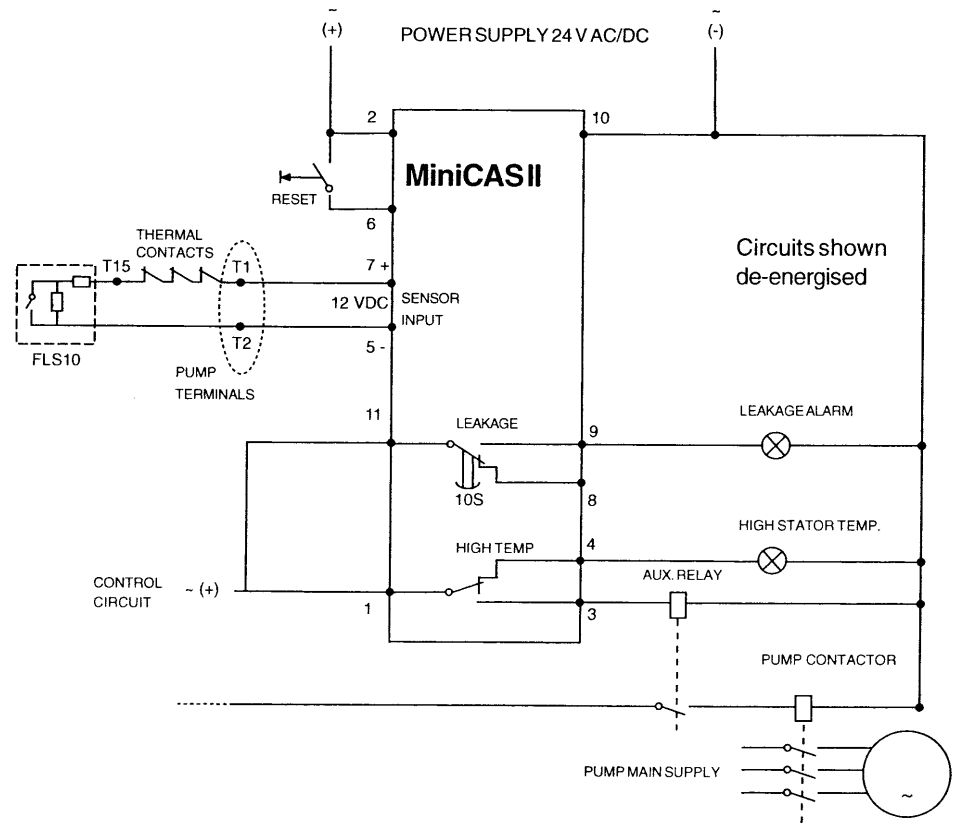 ~ ~
(+) POWER SUPPLY 24 V AC/DC (-)
2 10
MiniCAS II
RESET
6
THERMAL
CONTACTS
T15 T1 7 +
12 VDC SENSOR
INPUT
T2 5 -
FLS10
PUMP
TERMINALS
Circuits shown
de-energised
11
LEAKAGE 9 LEAKAGE ALARM
10S 8
HIGH TEMP 4 HIGH STATOR TEMP.
AUX. RELAY
CONTROL
CIRCUIT ~ (+)
1 3
PUMP CONTACTOR
PUMP MAIN SUPPLY
~